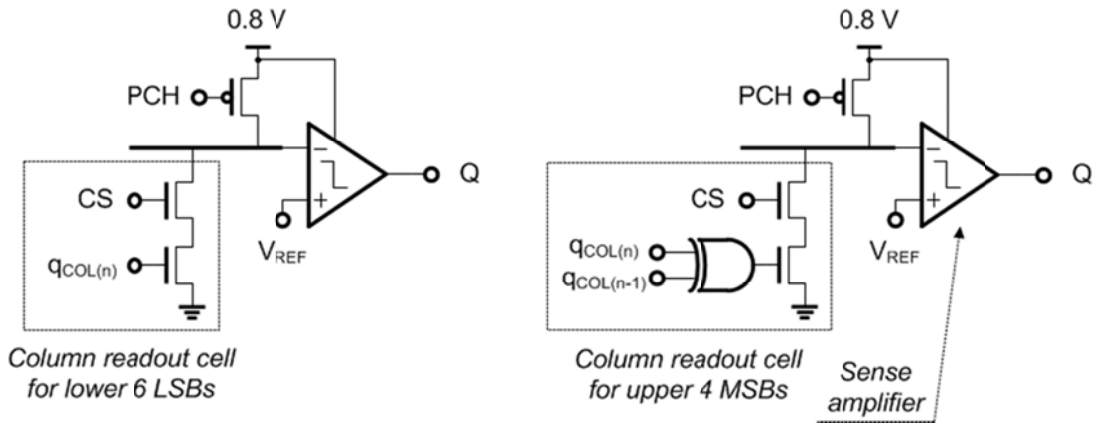 0.8 V
PCH
CS
qCOL(n)
VREF
Q
Column readout cell
for lower 6 LSBs
0.8 V
PCH
CS
qCOL(n)
qCOL(n-1)
VREF
Q
Column readout cell
for upper 4 MSBs
Sense
amplifier